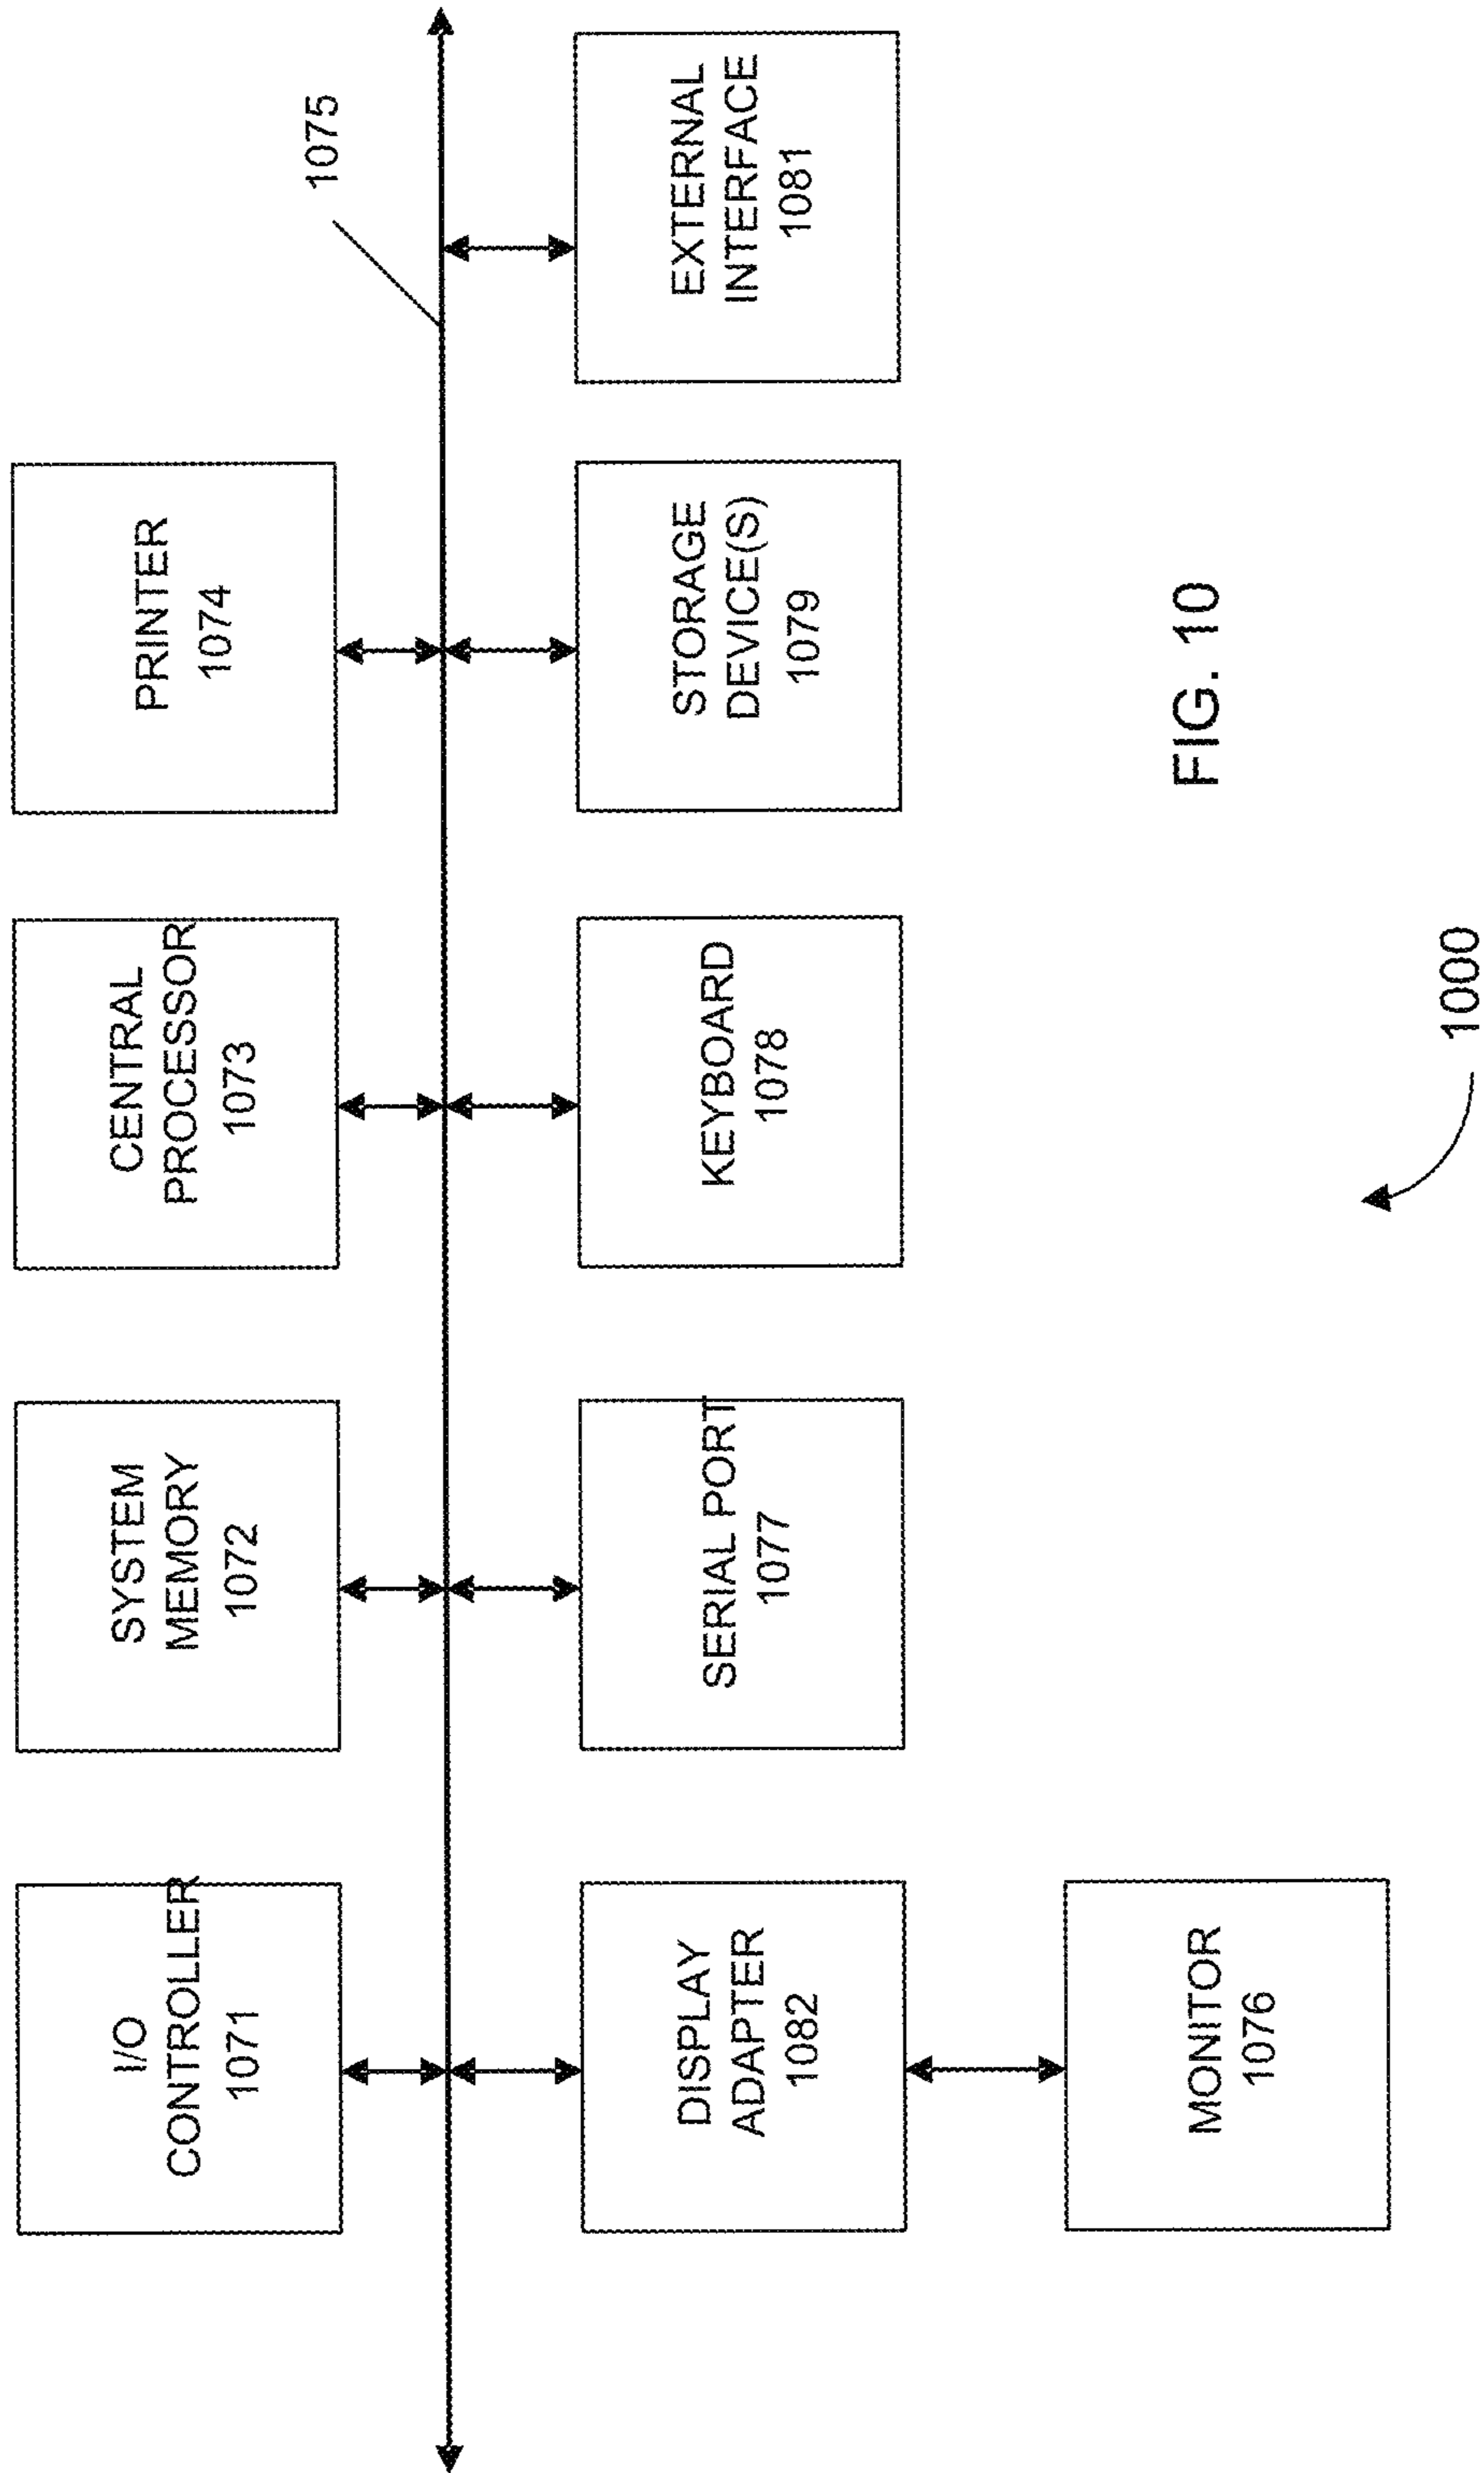 I/O
CONTROLLER
1071
SYSTEM
MEMORY
1072
CENTRAL
PROCESSOR
1073
PRINTER
1074
1075
DISPLAY
ADAPTER
1082
SERIAL PORT
1077
KEYBOARD
1078
STORAGE
DEVICE(S)
1079
EXTERNAL
INTERFACE
1081
MONITOR
1076
FIG. 10
1000